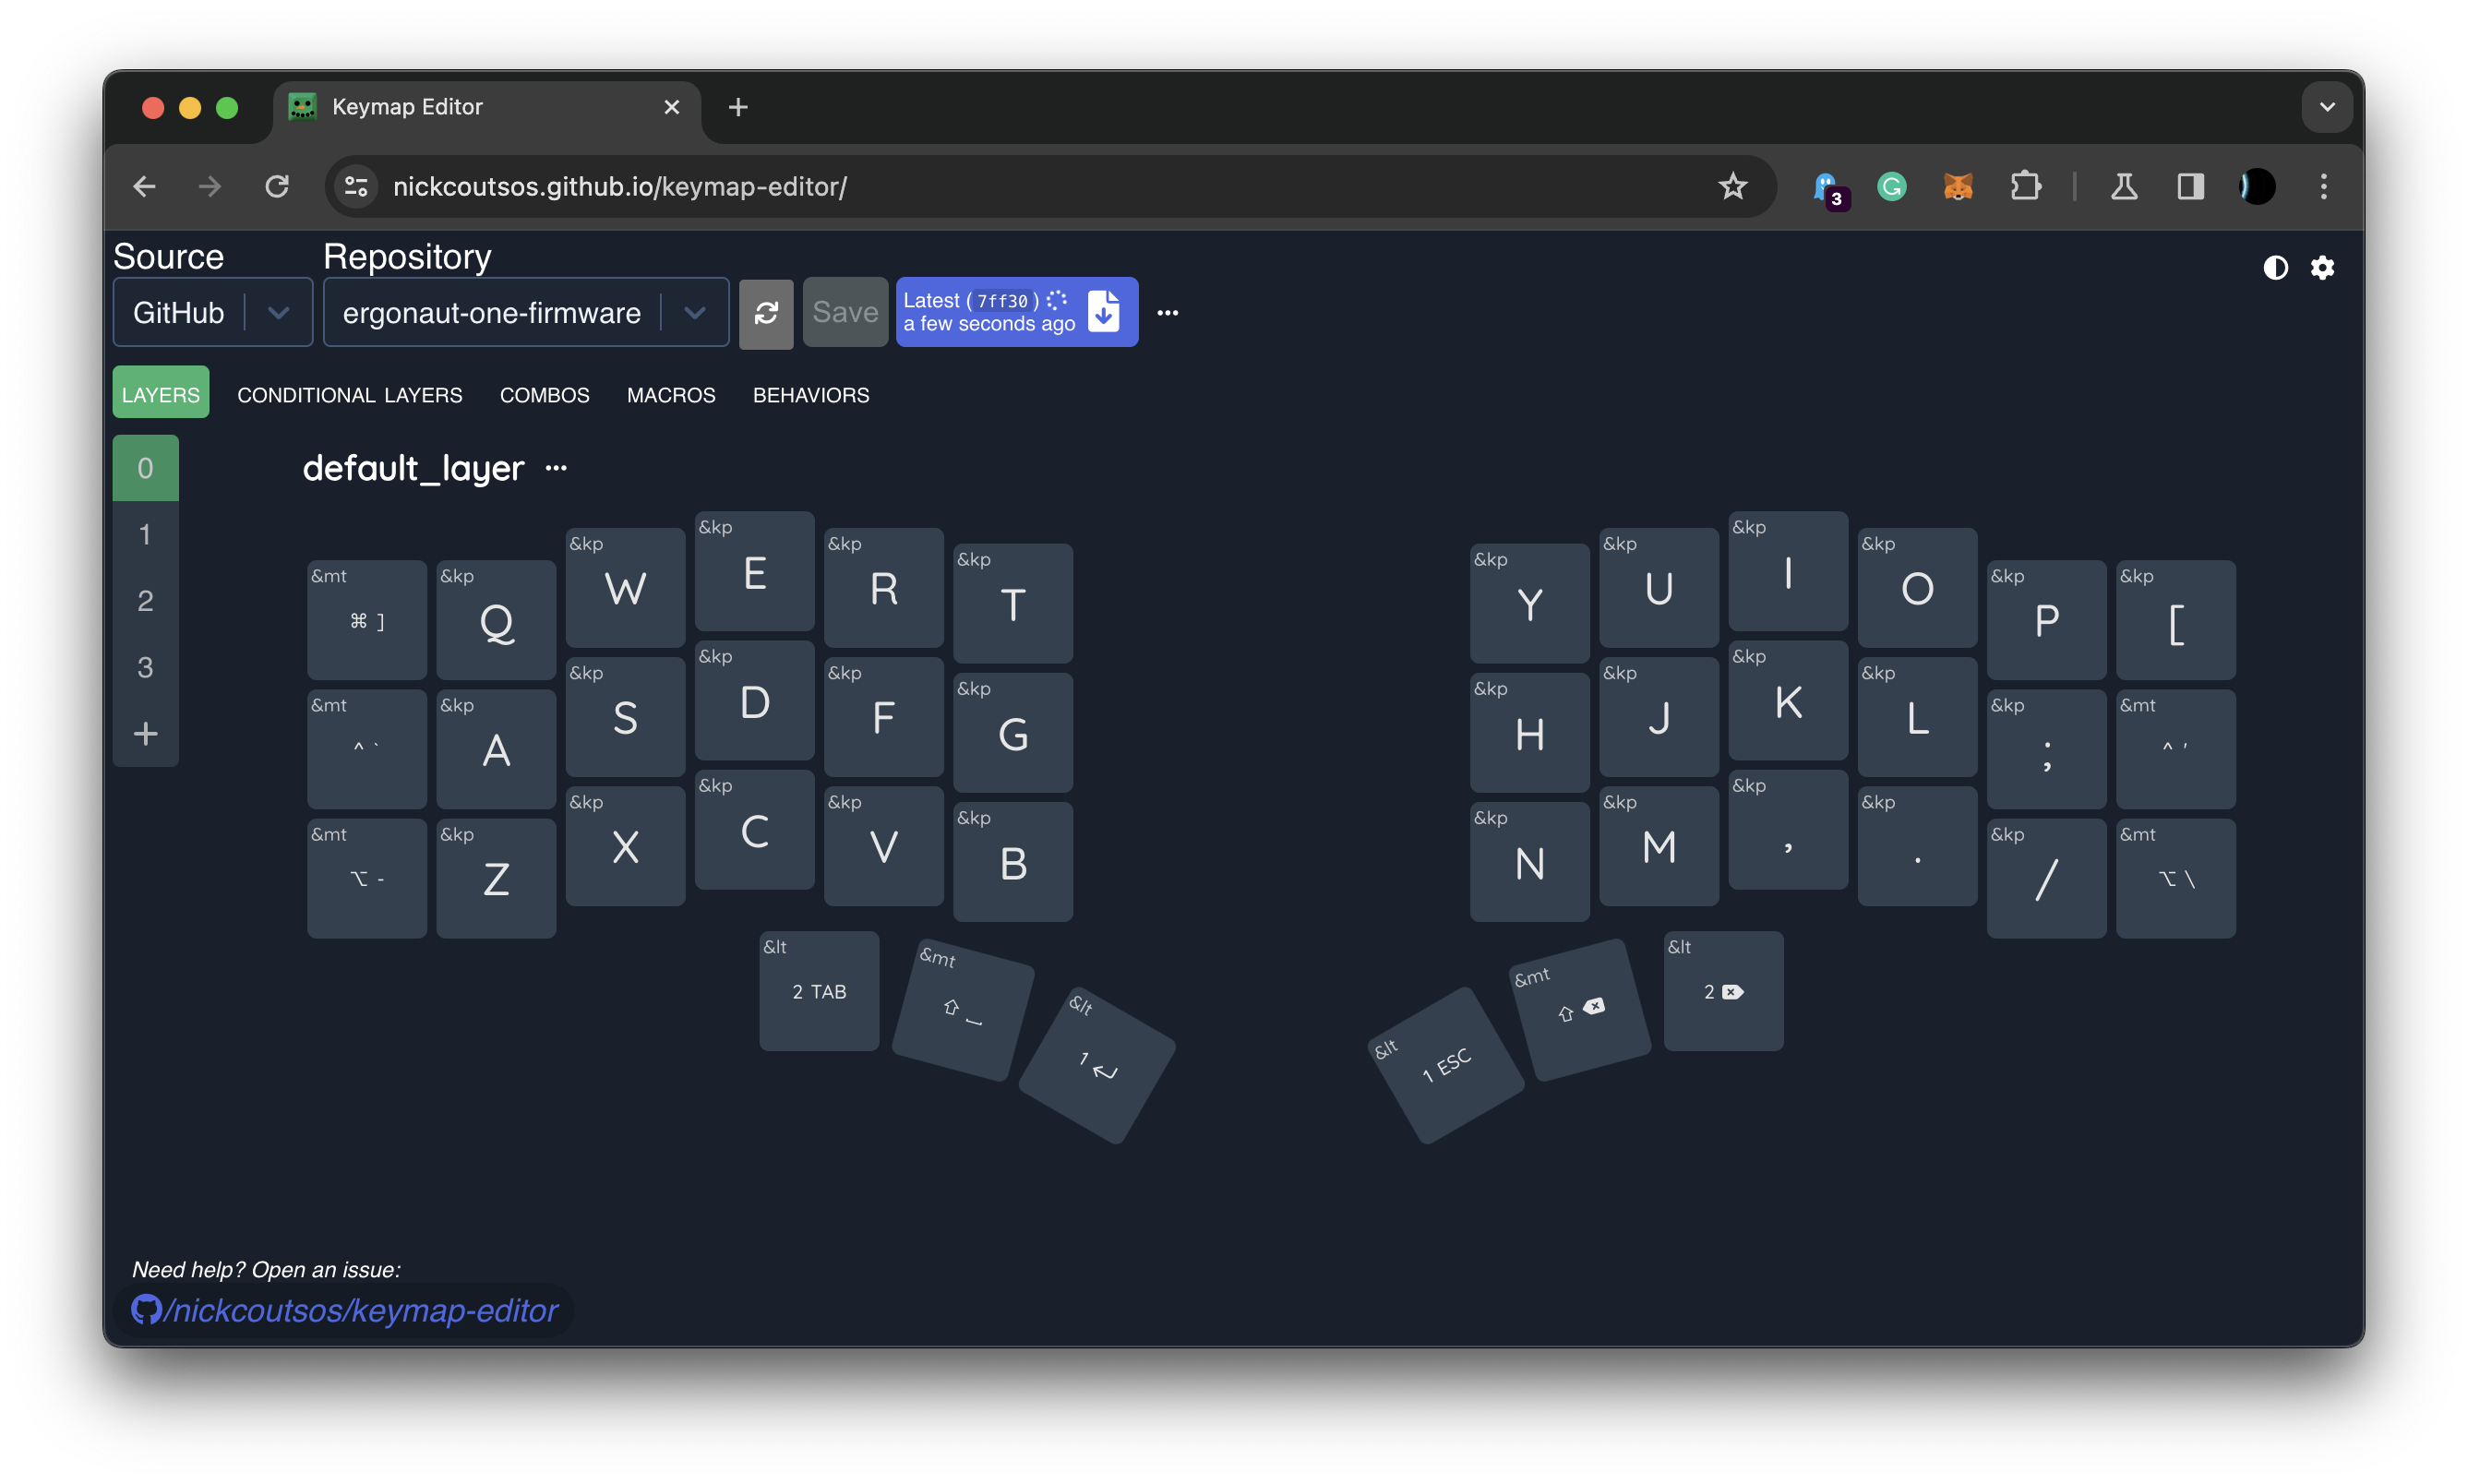 Keymap Editor
nickcoutsos.github.io/keymap-editor/
3
Source Repository
GitHub ergonaut-one-firmware Save Latest (7ff30)
a few seconds ago
LAYERS CONDITIONAL LAYERS COMBOS MACROS BEHAVIORS
0
1
2
3
+
default_layer ...
&mt &kp &kp &kp &kp &kp &kp &kp &kp &kp &kp &kp
⌘ ] Q W E R T Y U I O P [
&mt &kp &kp &kp &kp &kp &kp &kp &kp &kp &kp &mt
^ ` A S D F G H J K L ; ^ '
&mt &kp &kp &kp &kp &kp &kp &kp &kp &kp &kp &mt
⌥ - Z X C V B N M , . / ⌥ \
&lt &mt &lt &lt &mt &lt
2 TAB ⇧ ⎵ 1 ↵ 1 ESC ⇧ ⌫ 2 ⌦
Need help? Open an issue:
/nickcoutsos/keymap-editor